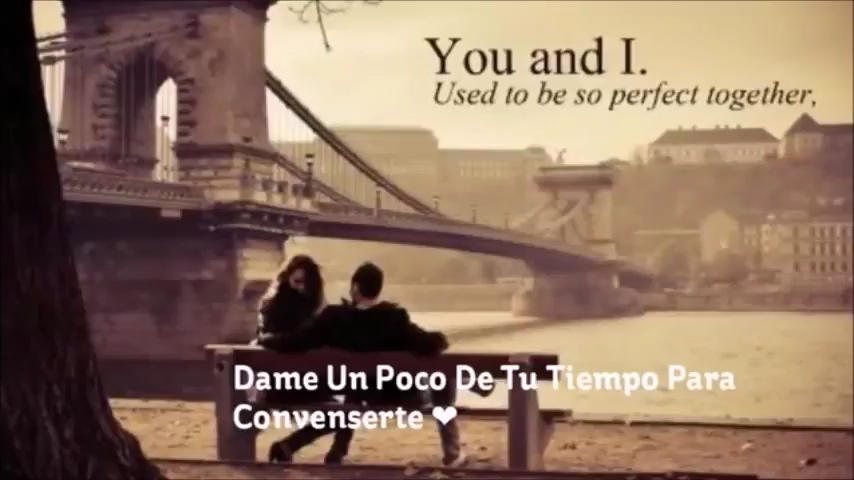 You and I.
Used to be so perfect together,
Dame Un Poco De Tu Tiempo Para
Convenserte ❤